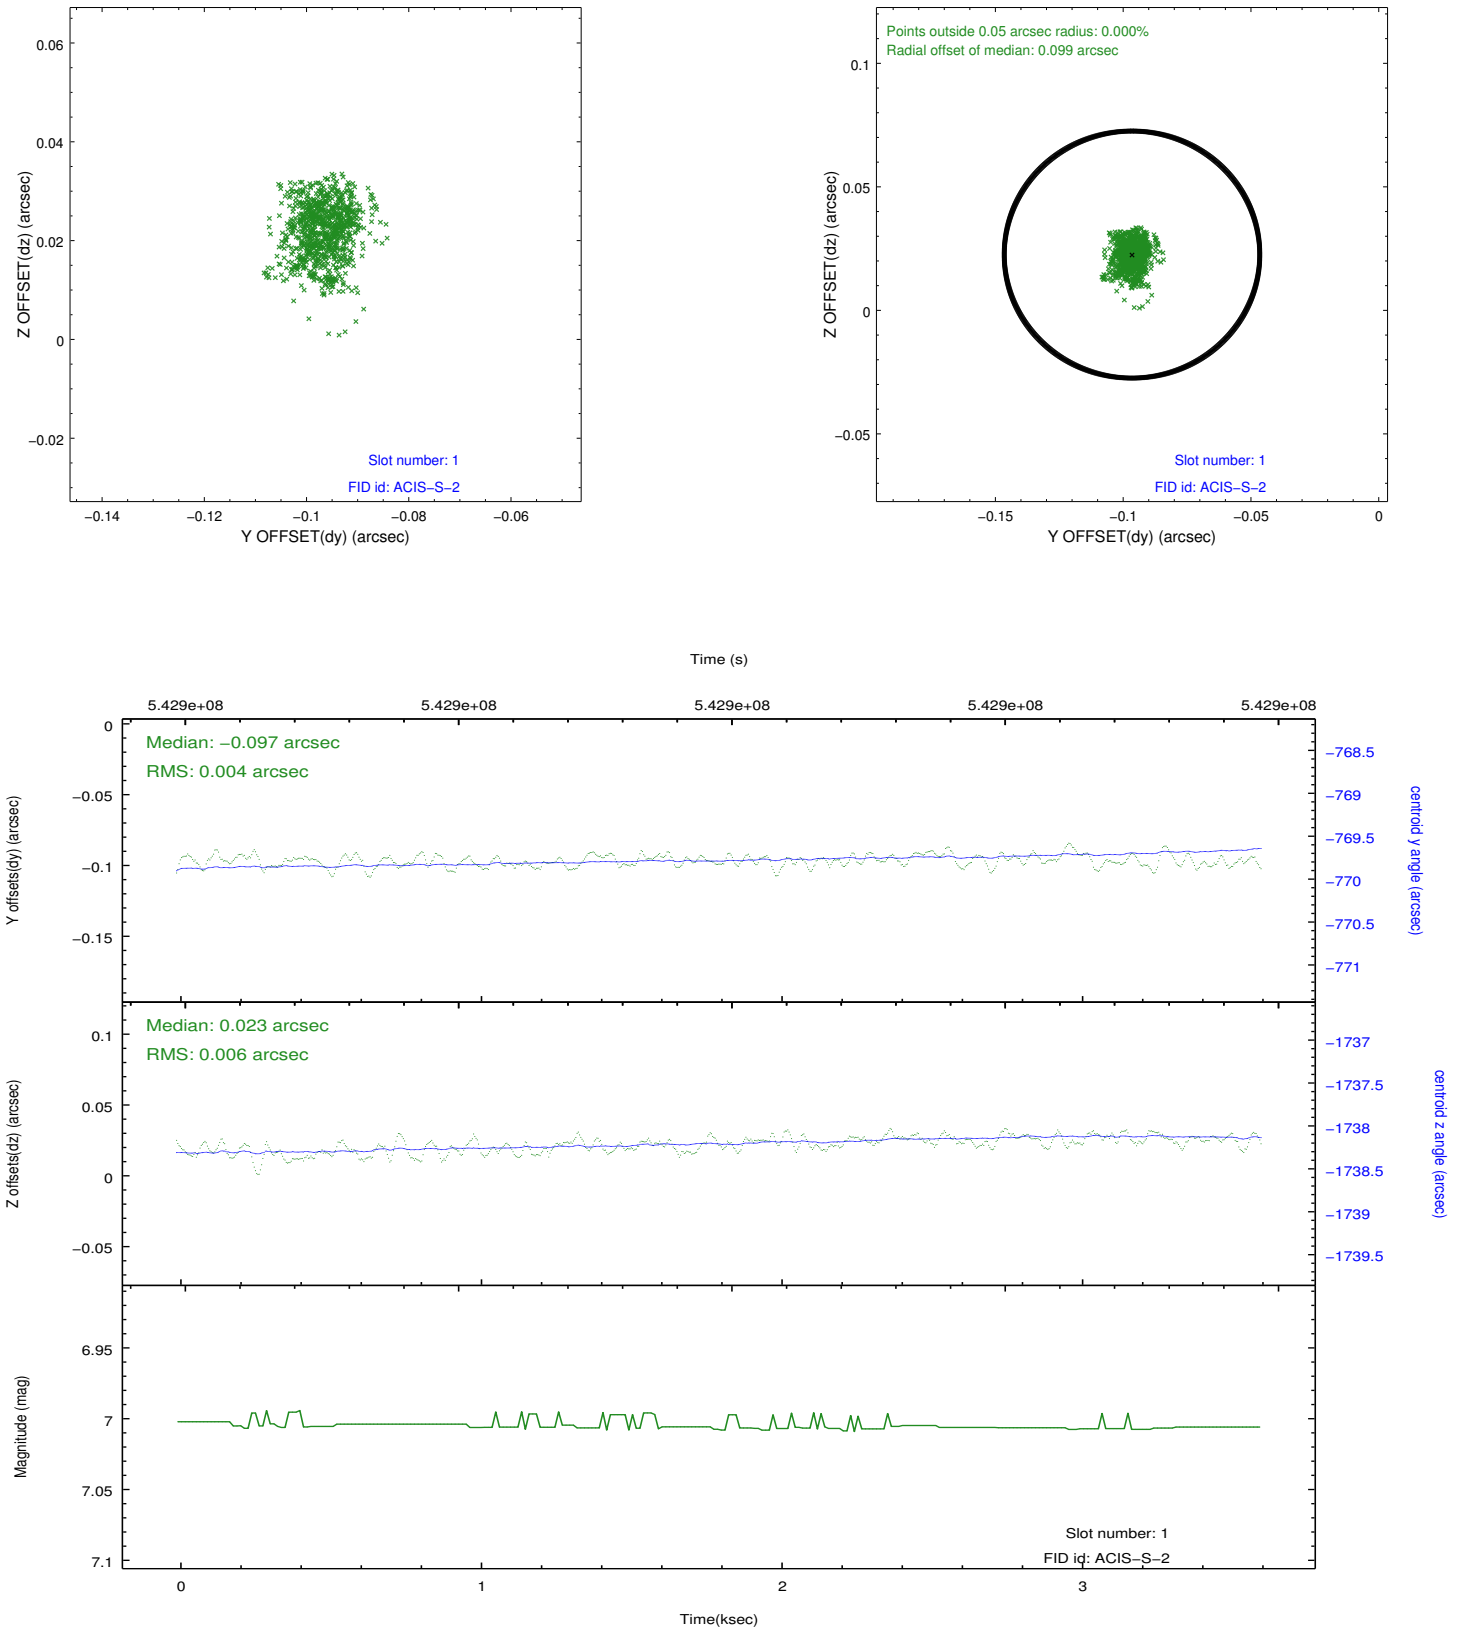 0.06
0.04
0.02
0
−0.02
−0.14
−0.12
−0.1
−0.08
−0.06
Z OFFSET(dz) (arcsec)
Y OFFSET(dy) (arcsec)
Slot number: 1
FID id: ACIS−S−2
Points outside 0.05 arcsec radius: 0.000%
Radial offset of median: 0.099 arcsec
0.1
0.05
0
−0.05
−0.15
−0.1
−0.05
0
Z OFFSET(dz) (arcsec)
Y OFFSET(dy) (arcsec)
Slot number: 1
FID id: ACIS−S−2
Time (s)
5.429e+08
5.429e+08
5.429e+08
5.429e+08
5.429e+08
Median: −0.097 arcsec
RMS: 0.004 arcsec
0
−0.05
−0.1
−0.15
Y offsets(dy) (arcsec)
−768.5
−769
−769.5
−770
−770.5
−771
centroid y angle (arcsec)
Median: 0.023 arcsec
RMS: 0.006 arcsec
0.1
0.05
0
−0.05
Z offsets(dz) (arcsec)
−1737
−1737.5
−1738
−1738.5
−1739
−1739.5
centroid z angle (arcsec)
6.95
7
7.05
7.1
Magnitude (mag)
Slot number: 1
FID id: ACIS−S−2
0
1
2
3
Time(ksec)